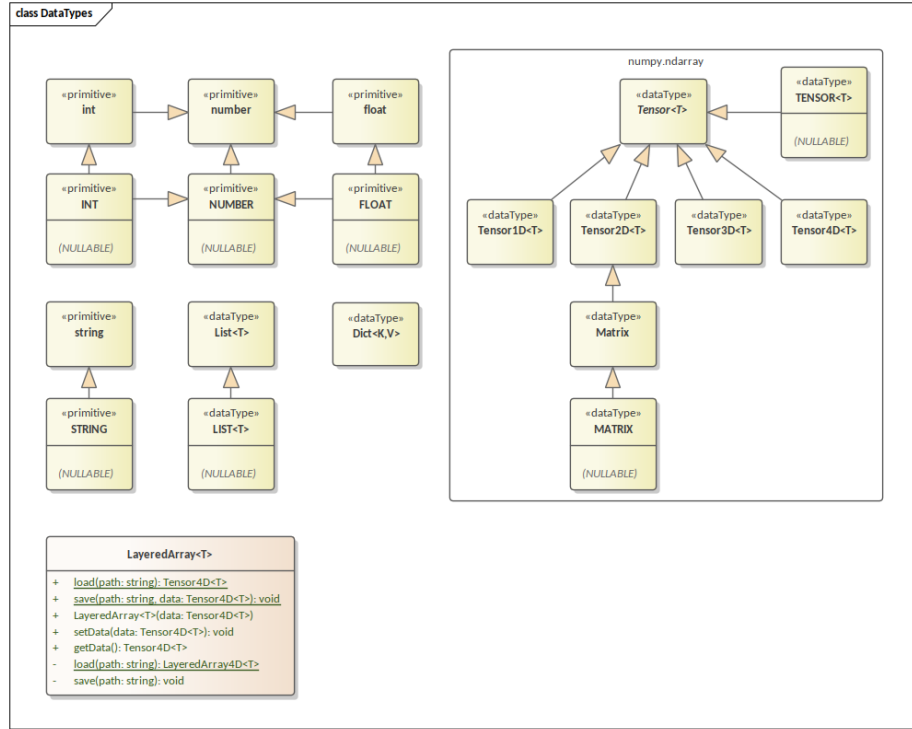 class DataTypes
«primitive»
int
«primitive»
number
«primitive»
float
«primitive»
INT
(NULLABLE)
«primitive»
NUMBER
(NULLABLE)
«primitive»
FLOAT
(NULLABLE)
«primitive»
string
«dataType»
List<T>
«dataType»
Dict<K,V>
«primitive»
STRING
(NULLABLE)
«dataType»
LIST<T>
(NULLABLE)
numpy.ndarray
«dataType»
Tensor<T>
«dataType»
TENSOR<T>
(NULLABLE)
«dataType»
Tensor1D<T>
«dataType»
Tensor2D<T>
«dataType»
Tensor3D<T>
«dataType»
Tensor4D<T>
«dataType»
Matrix
«dataType»
MATRIX
(NULLABLE)
LayeredArray<T>
+ load(path: string): Tensor4D<T>
+ save(path: string, data: Tensor4D<T>): void
+ LayeredArray<T>(data: Tensor4D<T>)
+ setData(data: Tensor4D<T>): void
+ getData(): Tensor4D<T>
- load(path: string): LayeredArray4D<T>
- save(path: string): void